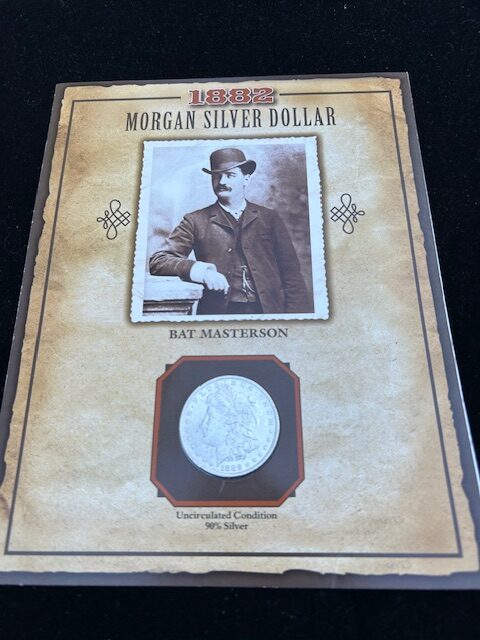 1882
MORGAN SILVER DOLLAR
BAT MASTERSON
Uncirculated Condition
90% Silver